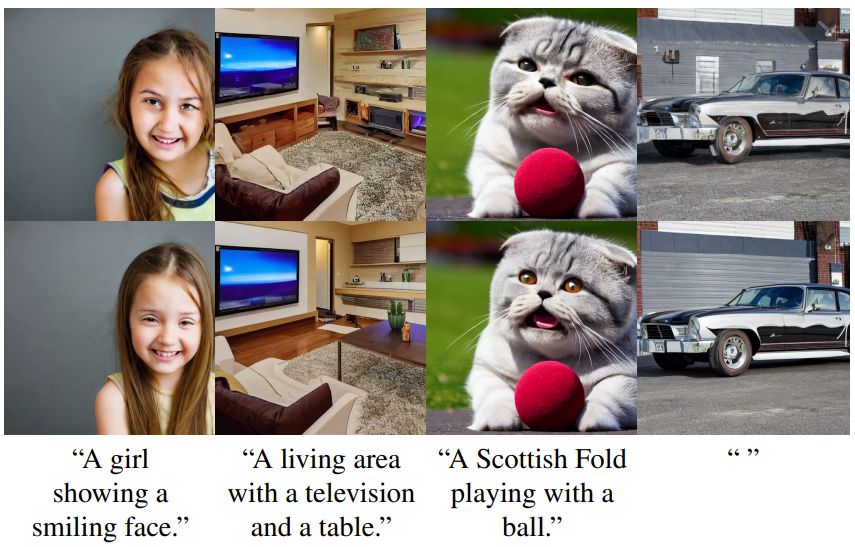 “A girl
showing a
smiling face.”
“A living area
with a television
and a table.”
“A Scottish Fold
playing with a
ball.”
“ ”